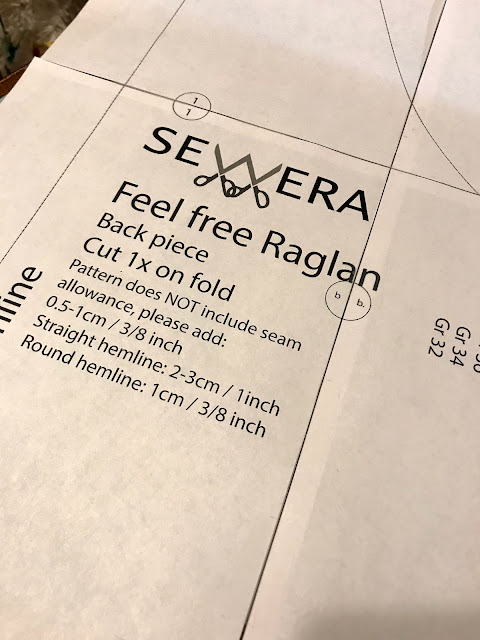 1
1
SEWERA
Feel free Raglan
Back piece
Cut 1x on fold
Pattern does NOT include seam
allowance, please add:
0.5-1cm / 3/8 inch
Straight hemline: 2-3cm / 1inch
Round hemline: 1cm / 3/8 inch
b b
Gr 34
Gr 32